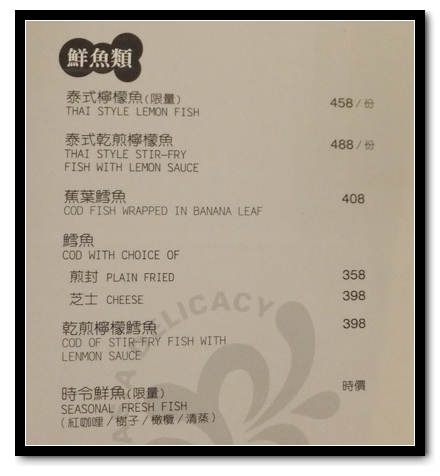 鮮魚類
泰式檸檬魚(限量) 458 / 份
THAI STYLE LEMON FISH
泰式乾煎檸檬魚 488 / 份
THAI STYLE STIR-FRY
FISH WITH LEMON SAUCE
蕉葉鱈魚 408
COD FISH WRAPPED IN BANANA LEAF
鱈魚
COD WITH CHOICE OF
煎封 PLAIN FRIED 358
芝士 CHEESE 398
乾煎檸檬鱈魚 398
COD OF STIR-FRY FISH WITH
LENMON SAUCE
時令鮮魚(限量) 時價
SEASONAL FRESH FISH
(紅咖哩/樹子/橄欖/清蒸)
DELICACY